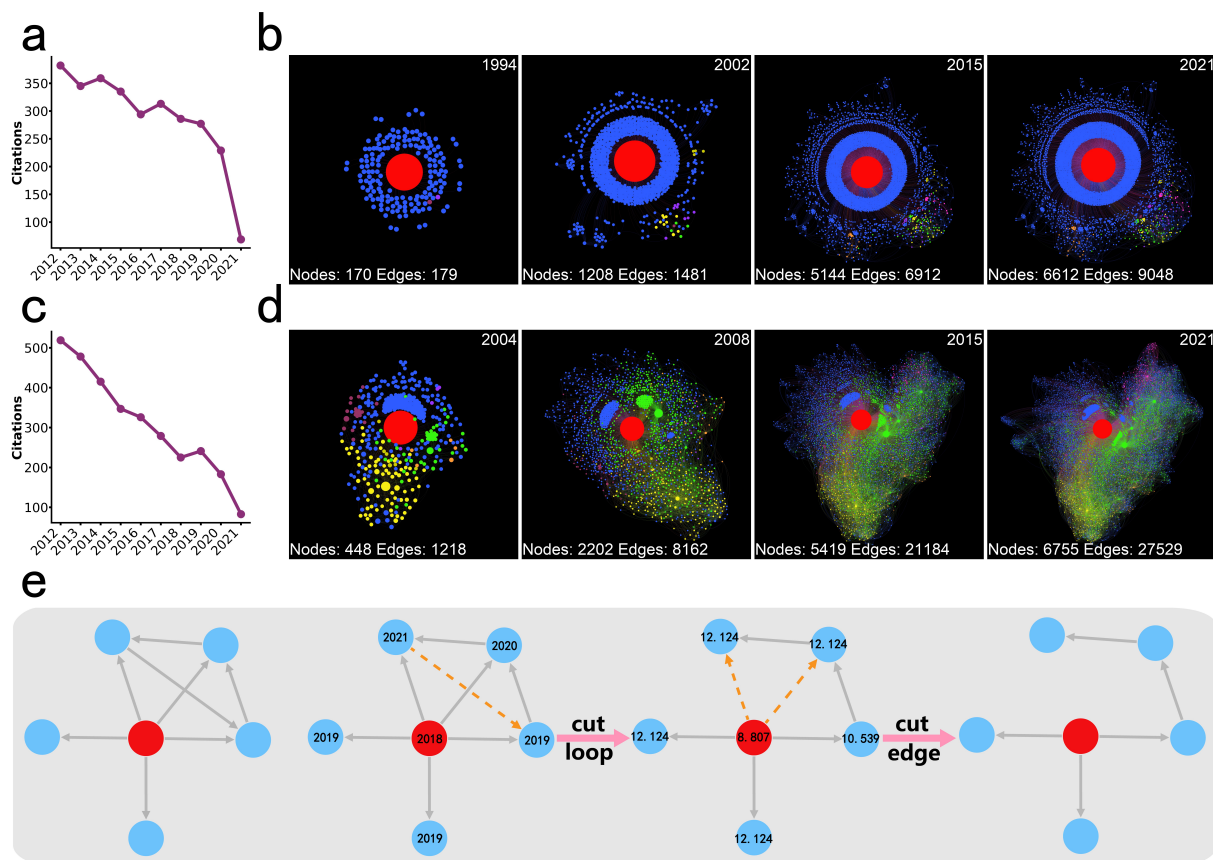 a
b
350
300
250
200
150
100
Citations
2012
2013
2014
2015
2016
2017
2018
2019
2020
2021
1994
Nodes: 170 Edges: 179
2002
Nodes: 1208 Edges: 1481
2015
Nodes: 5144 Edges: 6912
2021
Nodes: 6612 Edges: 9048
c
d
500
400
300
200
100
Citations
2012
2013
2014
2015
2016
2017
2018
2019
2020
2021
2004
Nodes: 448 Edges: 1218
2008
Nodes: 2202 Edges: 8162
2015
Nodes: 5419 Edges: 21184
2021
Nodes: 6755 Edges: 27529
e
2021
2020
2019
2018
2019
2019
cut
loop
12.124
12.124
12.124
8.807
10.539
12.124
cut
edge